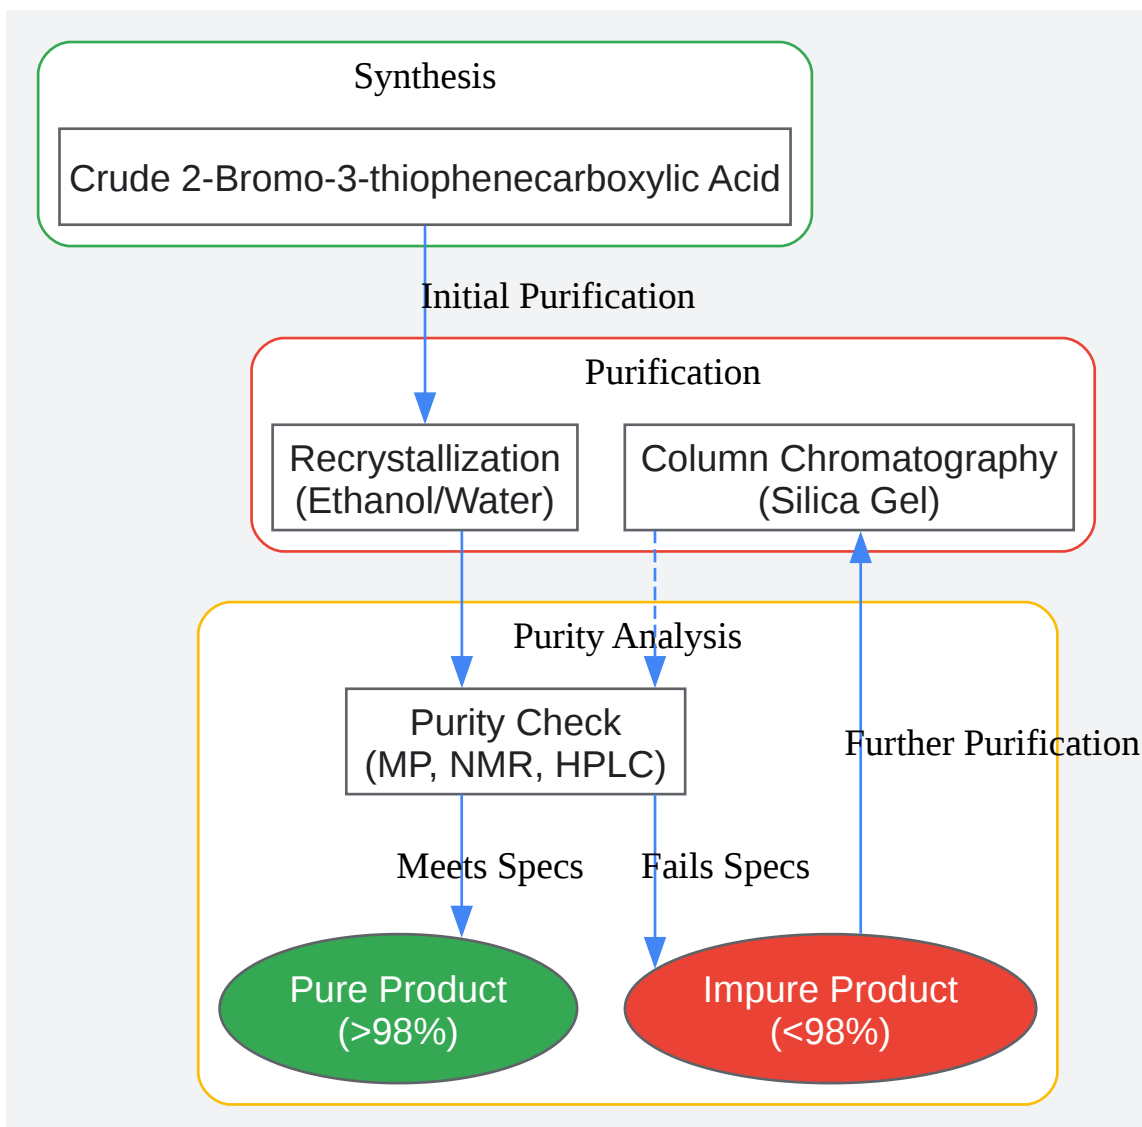 Synthesis
Crude 2-Bromo-3-thiophenecarboxylic Acid
Initial Purification
Purification
Recrystallization
(Ethanol/Water)
Column Chromatography
(Silica Gel)
Purity Analysis
Purity Check
(MP, NMR, HPLC)
Further Purification
Meets Specs
Fails Specs
Pure Product
(>98%)
Impure Product
(<98%)